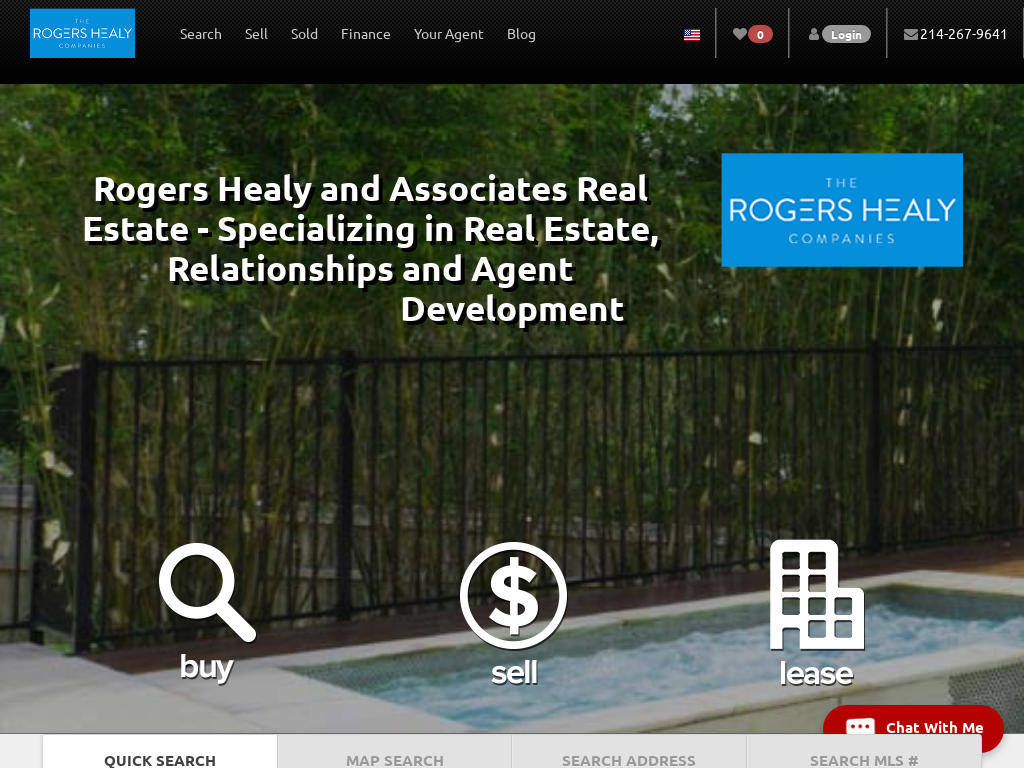 THE
ROGERS HEALY
COMPANIES
Search Sell Sold Finance Your Agent Blog
0
Login
214-267-9641
Rogers Healy and Associates Real
Estate - Specializing in Real Estate,
Relationships and Agent
Development
THE
ROGERS HEALY
COMPANIES
buy
$
sell
lease
Chat With Me
QUICK SEARCH
MAP SEARCH
SEARCH ADDRESS
SEARCH MLS #